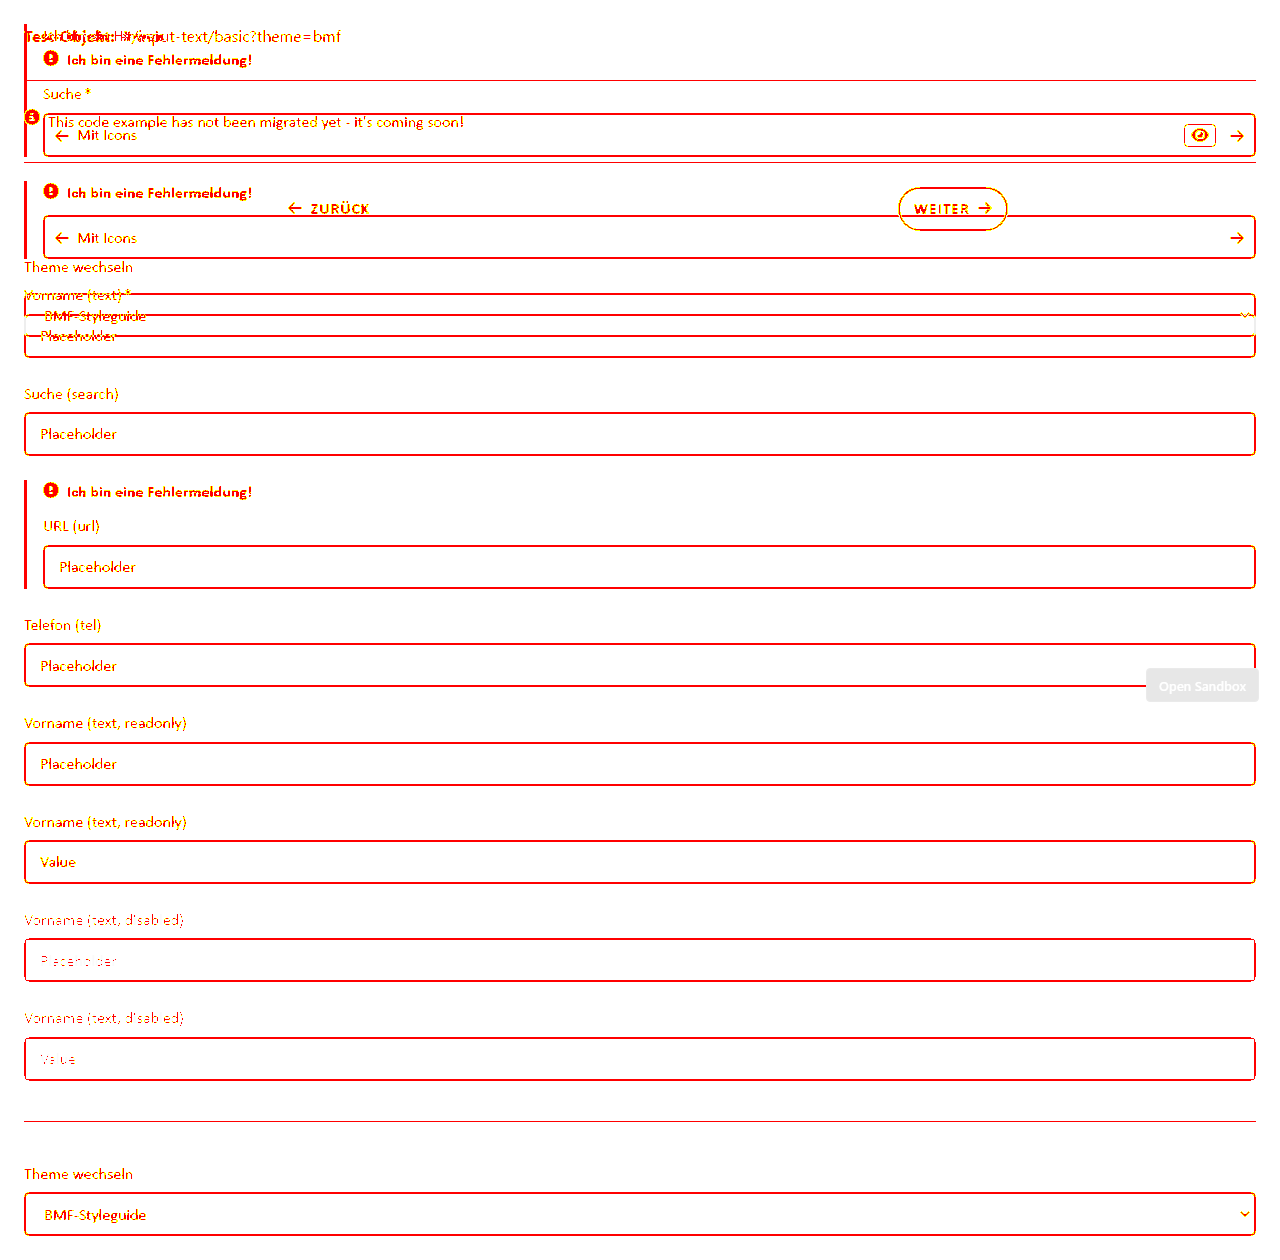 Test-Objekt: #/input-text/basic?theme=bmf
Ich bin eine Fehlermeldung!
Suche *
This code example has not been migrated yet - it's coming soon!
Mit Icons
Ich bin eine Fehlermeldung!
ZURÜCK
WEITER
Mit Icons
Theme wechseln
Vorname (text) *
BMF-Styleguide
Placeholder
Suche (search)
Placeholder
Ich bin eine Fehlermeldung!
URL (url)
Placeholder
Telefon (tel)
Placeholder
Open Sandbox
Vorname (text, readonly)
Placeholder
Vorname (text, readonly)
Value
Vorname (text, disabled)
Placeholder
Vorname (text, disabled)
Value
Theme wechseln
BMF-Styleguide